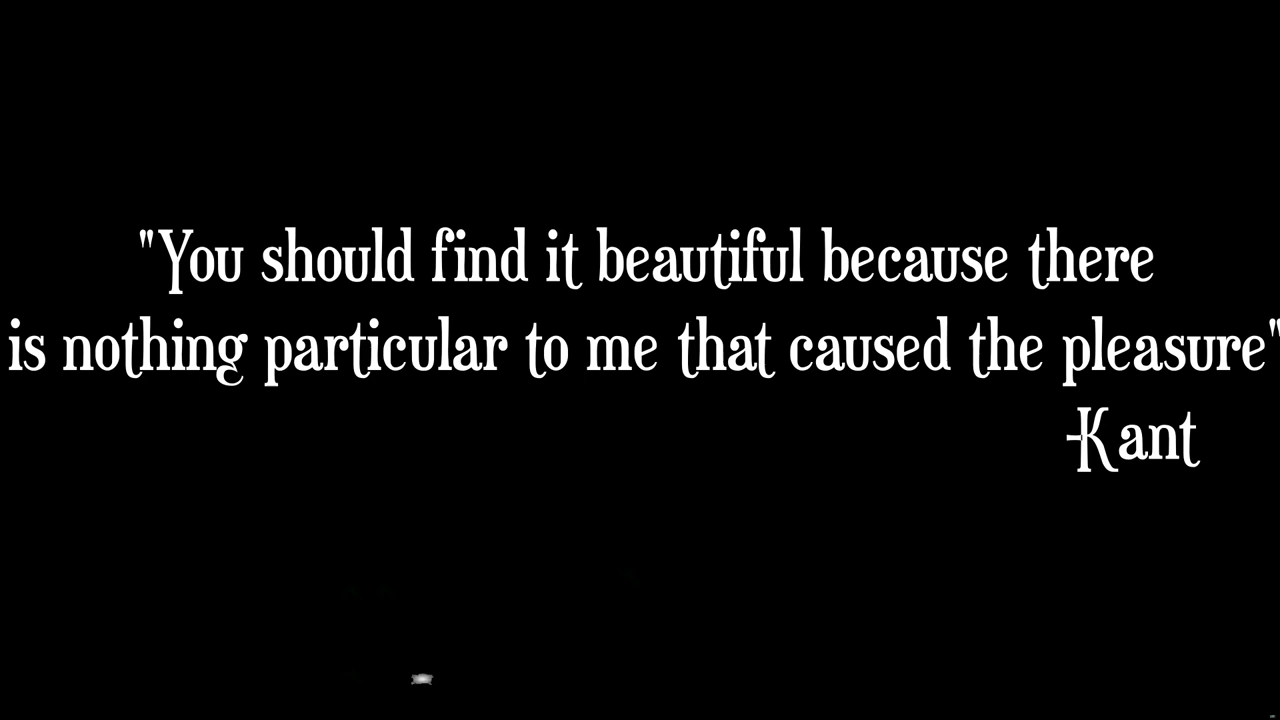 "You should find it beautiful because there
is nothing particular to me that caused the pleasure"
-Kant